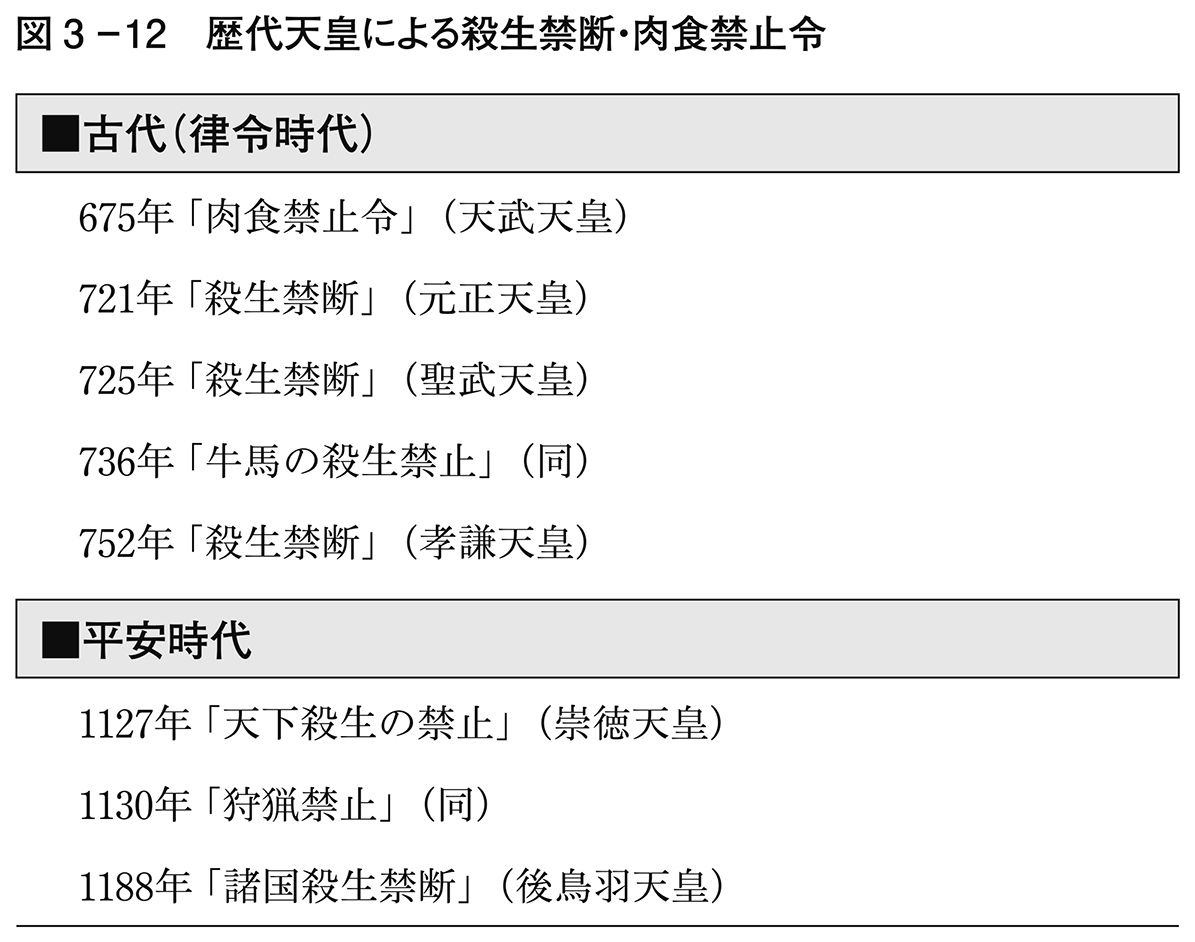 図3-12 歴代天皇による殺生禁断・肉食禁止令
■古代(律令時代)
675年「肉食禁止令」(天武天皇)
721年「殺生禁断」(元正天皇)
725年「殺生禁断」(聖武天皇)
736年「牛馬の殺生禁止」(同)
752年「殺生禁断」(孝謙天皇)
■平安時代
1127年「天下殺生の禁止」(崇徳天皇)
1130年「狩猟禁止」(同)
1188年「諸国殺生禁断」(後鳥羽天皇)